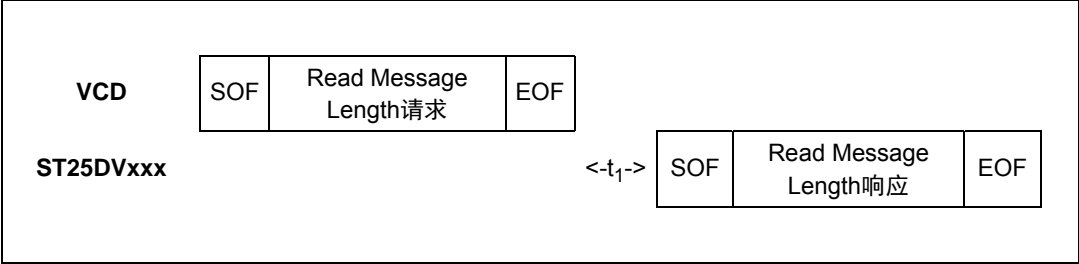 VCD SOF Read Message EOF
Length请求
ST25DVxxx <-t1-> SOF Read Message EOF
Length响应